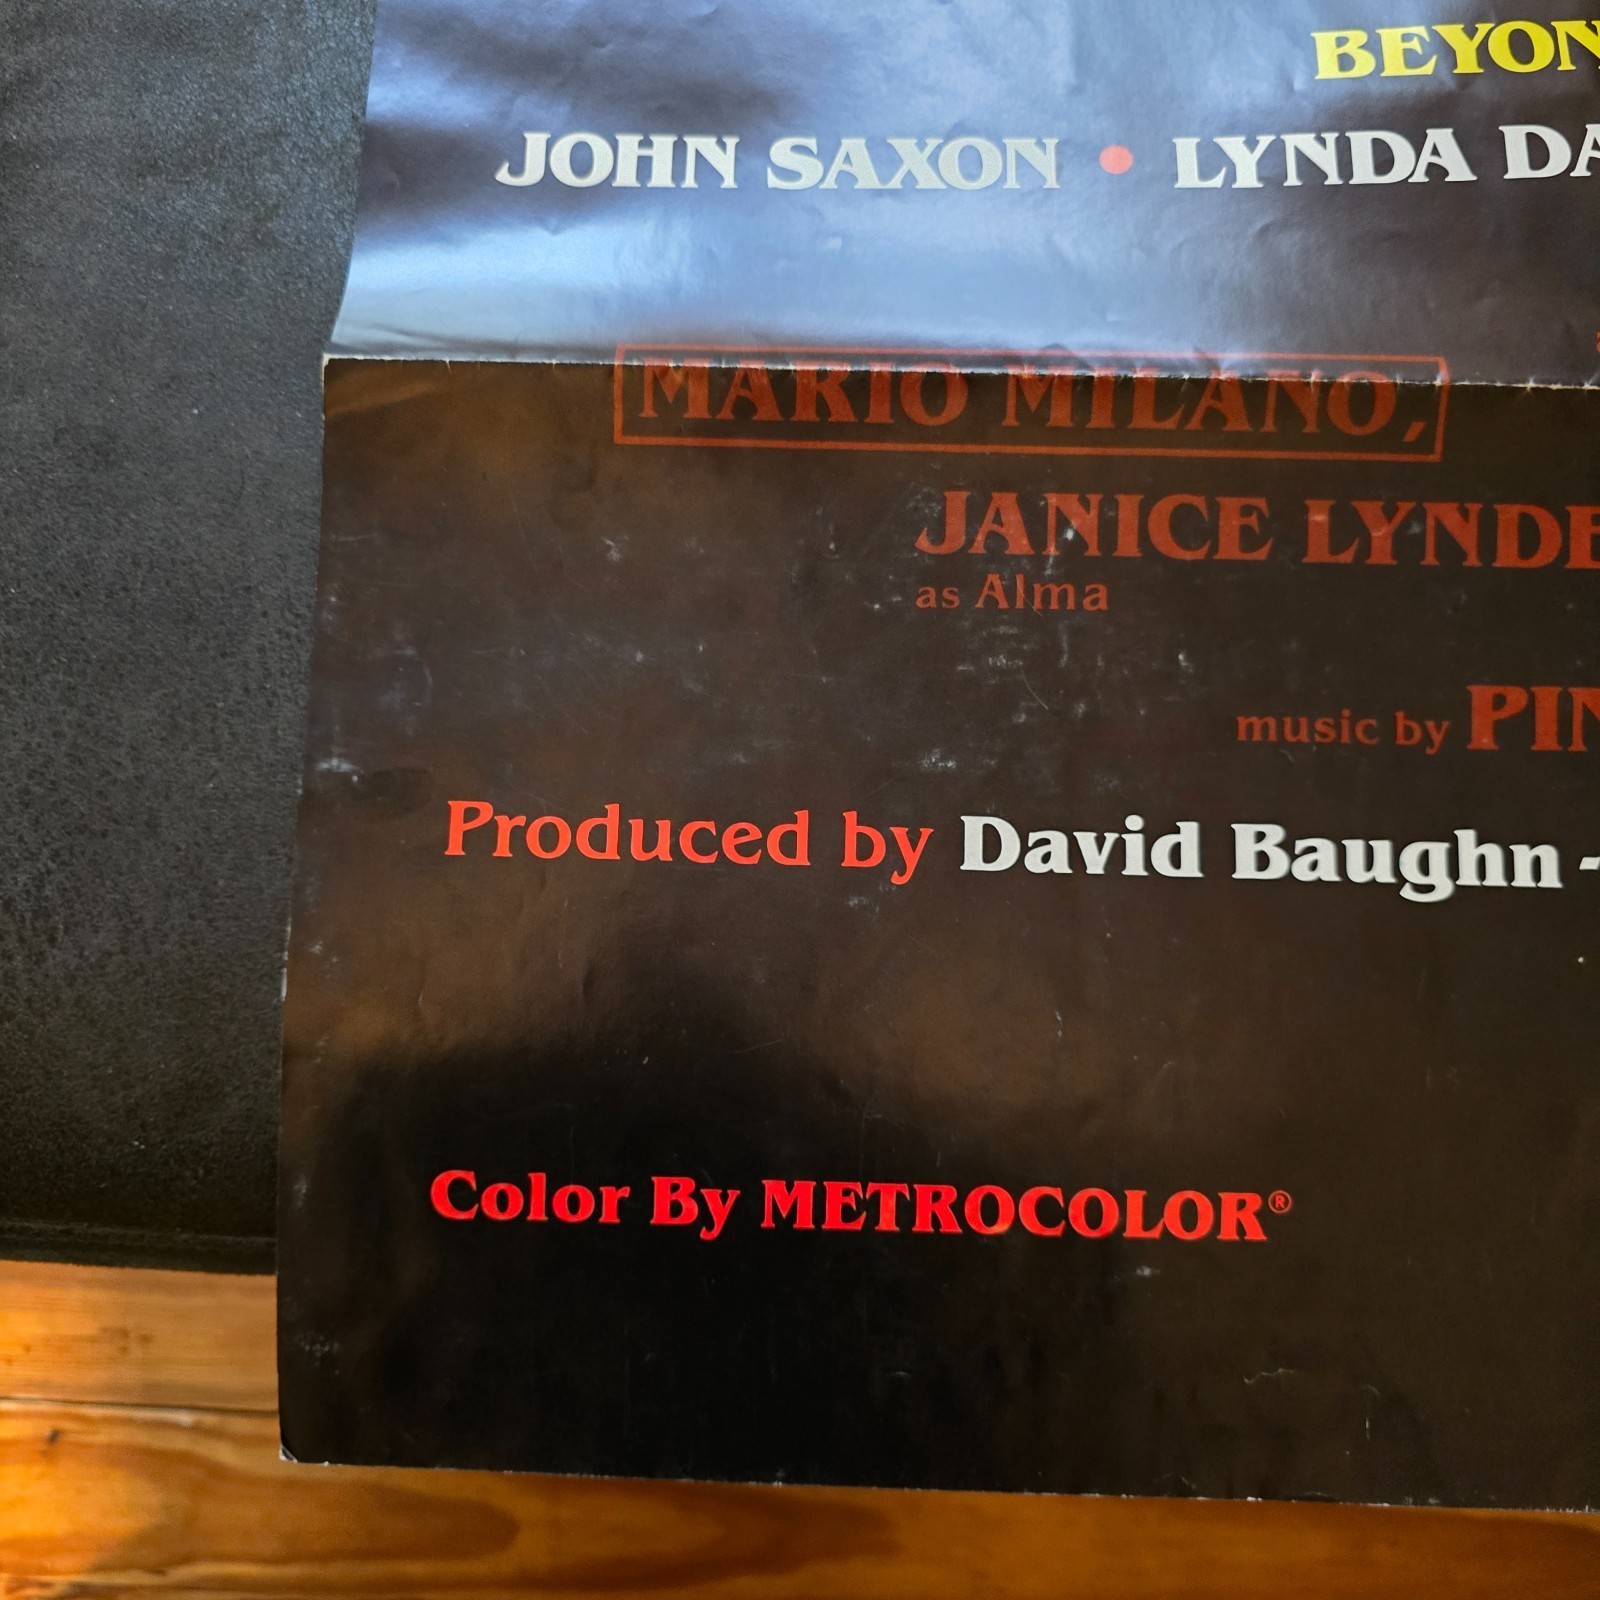 BEYON
JOHN SAXON • LYNDA DA
MARIO MILANO,
JANICE LYNDE
as Alma
music by PIN
Produced by David Baughn -
Color By METROCOLOR®